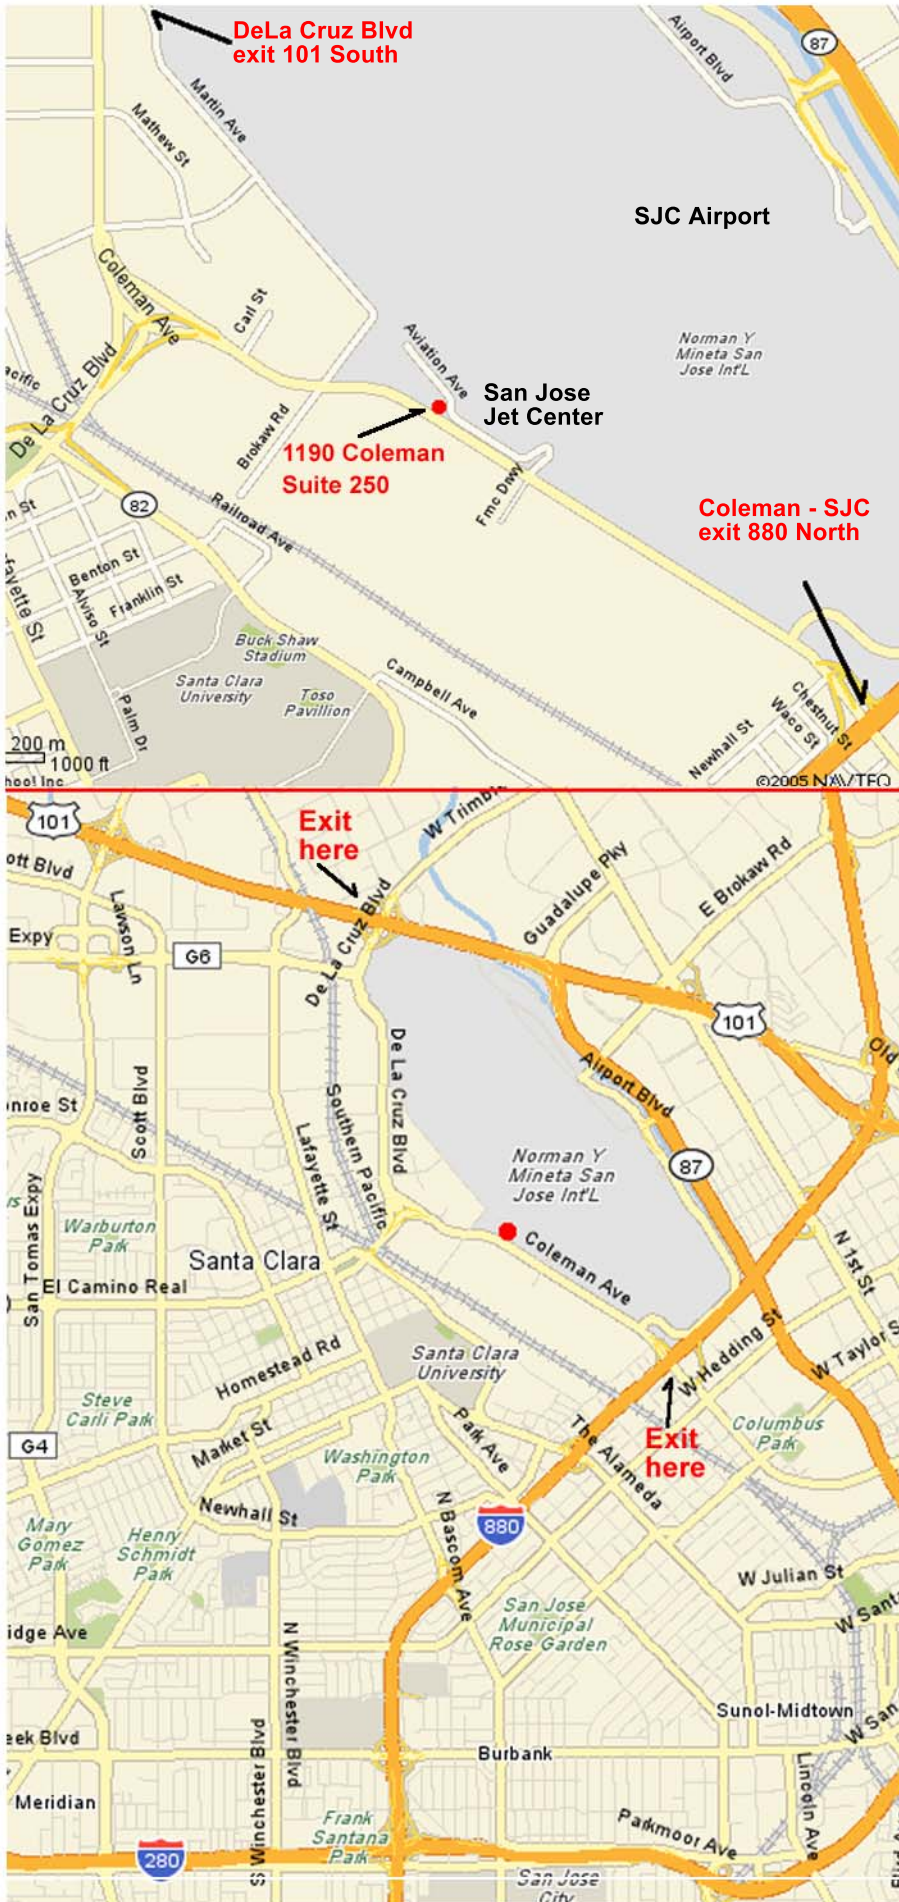 DeLa Cruz Blvd
exit 101 South
87
Airport Blvd
Martin Ave
Mathew St
SJC Airport
Coleman Ave
Carl St
Norman Y
Mineta San
Jose Int'L
Aviation Ave
De La Cruz Blvd
acific
San Jose
Jet Center
Brokaw Rd
1190 Coleman
Suite 250
Fmc Drwy
Coleman - SJC
exit 880 North
82
Railroad Ave
n St
Benton St
Franklin St
Alviso St
fayette St
Buck Shaw
Stadium
Santa Clara
University
Toso
Pavillion
Campbell Ave
Palm Dr
Chestnut St
Waco St
Newhall St
200 m
1000 ft
hool Inc
©2005 NAVTEQ
101
Exit
here
W Trimble
ott Blvd
Lawson Ln
Guadalupe Pky
E Brokaw Rd
Expy
G6
De La Cruz Blvd
101
Old
De La Cruz Blvd
Airport Blvd
Scott Blvd
onroe St
Southern Pacific
Lafayette St
87
Norman Y
Mineta San
Jose Int'L
San Tomas Expy
rs
Warburton
Park
Santa Clara
Coleman Ave
N 1st St
El Camino Real
W Hedding St
W Taylor S
Homestead Rd
Santa Clara
University
Steve
Carli Park
Market St
Park Ave
The Alameda
Columbus
Park
G4
Exit
here
Washington
Park
Newhall St
N Bascom Ave
880
Mary
Gomez
Park
Henry
Schmidt
Park
W Julian St
San Jose
Municipal
Rose Garden
W Santa
idge Ave
N Winchester Blvd
Sunol-Midtown
W San
eek Blvd
Burbank
S Winchester Blvd
Lincoln Ave
Meridian
Frank
Santana
Park
Parkmoor Ave
280
San Jose
City